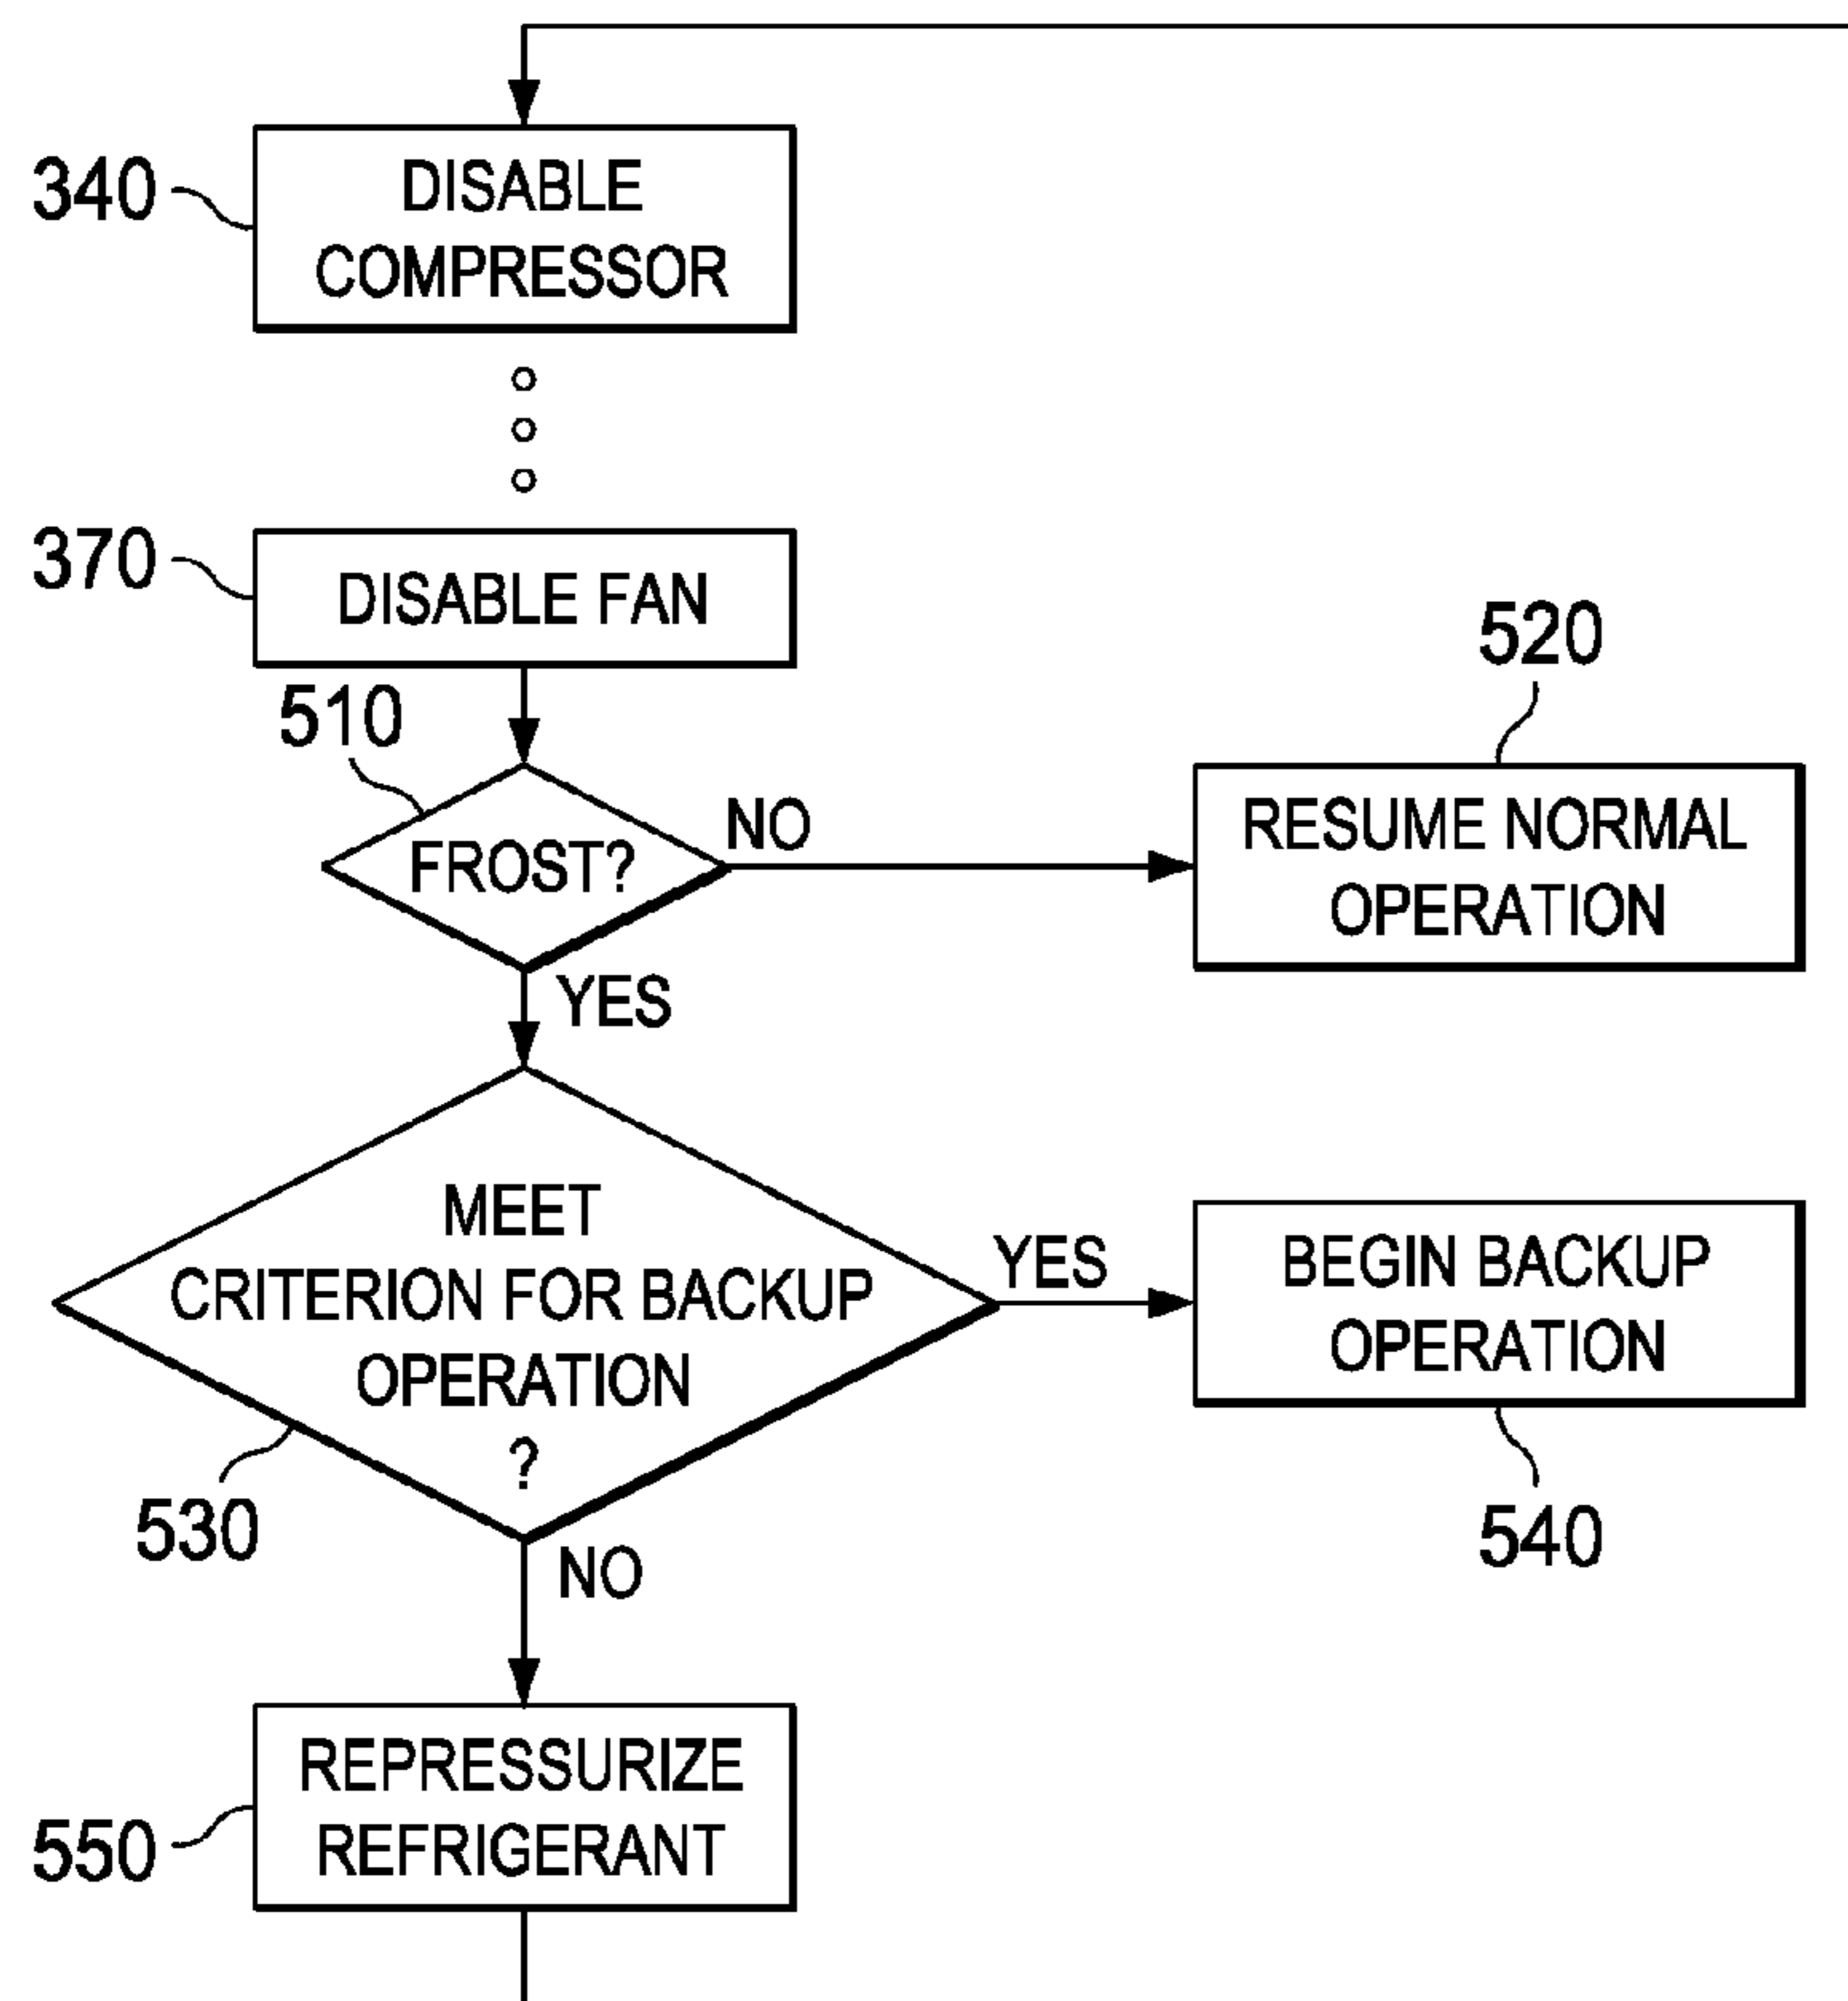 340
DISABLE
COMPRESSOR
370
DISABLE FAN
510
FROST?
NO
520
RESUME NORMAL
OPERATION
YES
MEET
CRITERION FOR BACKUP
OPERATION
?
530
YES
BEGIN BACKUP
OPERATION
540
NO
550
REPRESSURIZE
REFRIGERANT